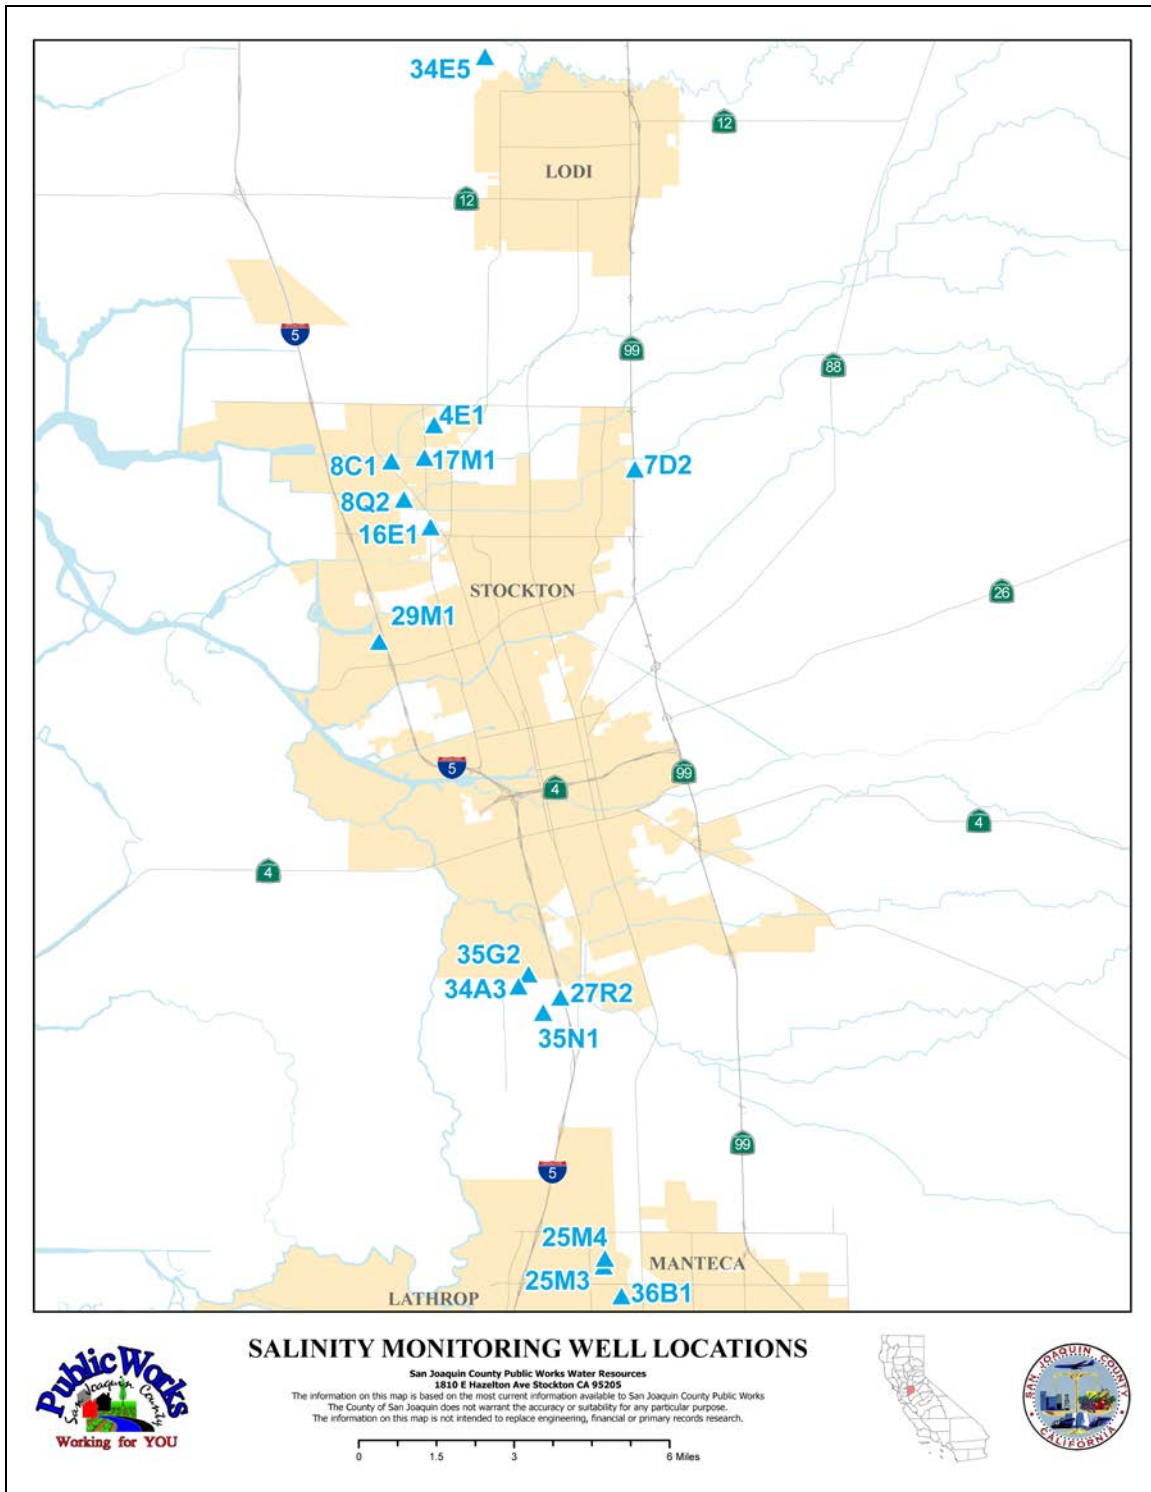 34E5
12
LODI
12
5
99
88
4E1
17M1
8C1
7D2
8Q2
16E1
STOCKTON
26
29M1
5
99
4
4
4
35G2
34A3
27R2
35N1
99
5
25M4
MANTECA
25M3
36B1
LATHROP
SALINITY MONITORING WELL LOCATIONS
San Joaquin County Public Works Water Resources
1810 E Hazelton Ave Stockton CA 95205
The information on this map is based on the most current information available to San Joaquin County Public Works
The County of San Joaquin does not warrant the accuracy or suitability for any particular purpose.
The information on this map is not intended to replace engineering, financial or primary records research.
0 1.5 3 6 Miles
Public Works
San Joaquin County
Working for YOU
SAN JOAQUIN COUNTY
CALIFORNIA